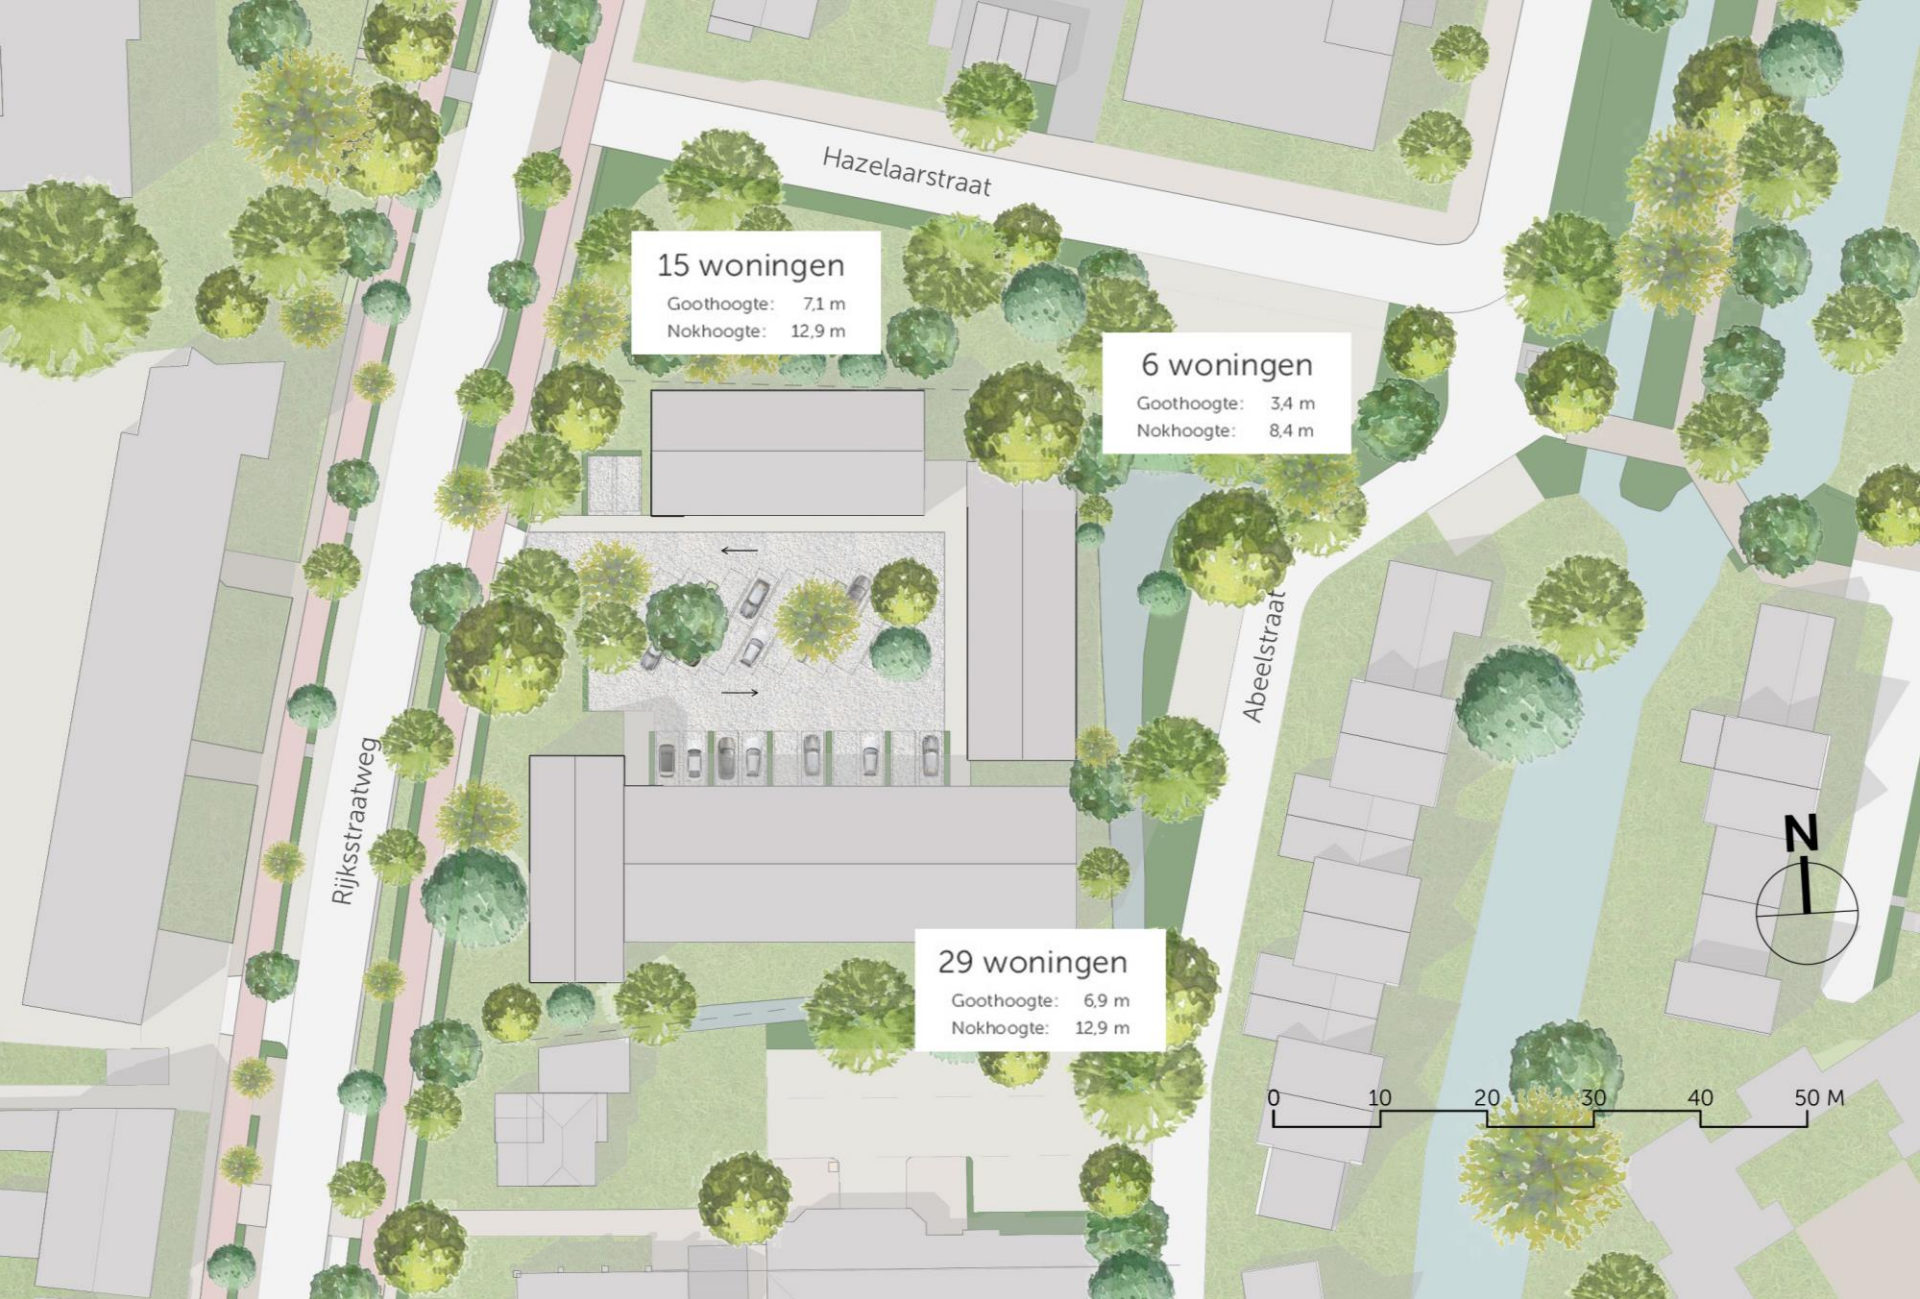 Hazelaarstraat
15 woningen
Goothoogte: 7,1 m
Nokhoogte: 12,9 m
6 woningen
Goothoogte: 3,4 m
Nokhoogte: 8,4 m
Abeelstraat
Rijksstraatweg
N
29 woningen
Goothoogte: 6,9 m
Nokhoogte: 12,9 m
0 10 20 30 40 50 M